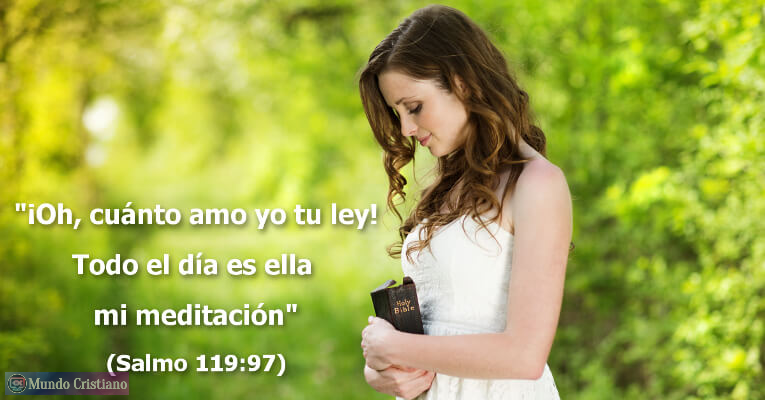 "¡Oh, cuánto amo yo tu ley!
Todo el día es ella
mi meditación"
(Salmo 119:97)
Holy
Bible
Mundo Cristiano